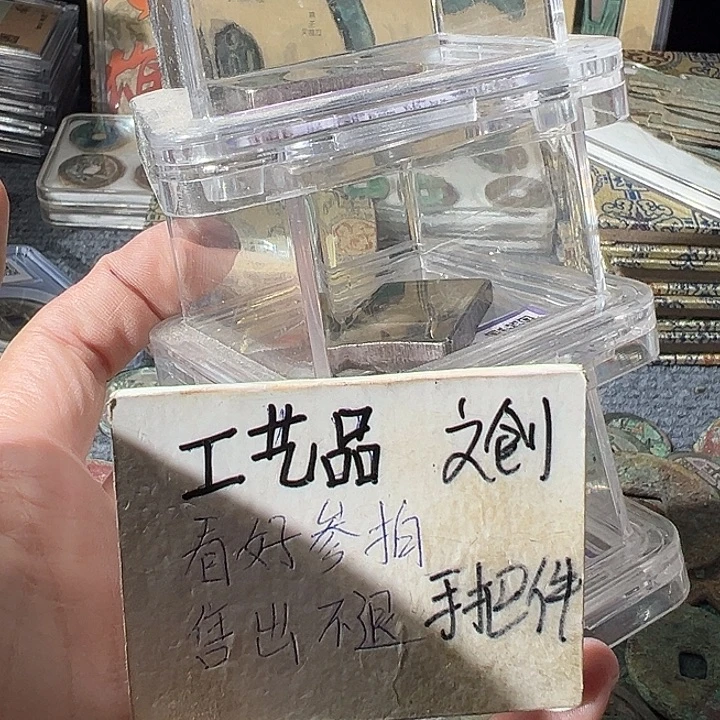 工艺品 文创
看好参拍
售出不退 手把件